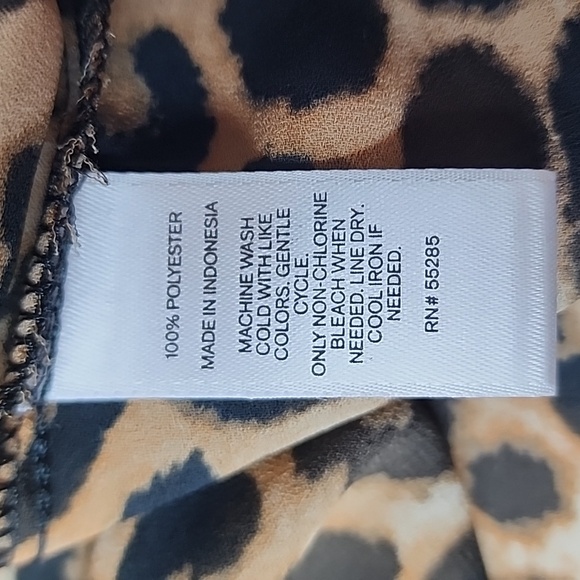 100% POLYESTER
MADE IN INDONESIA
MACHINE WASH
COLD WITH LIKE
COLORS. GENTLE
CYCLE.
ONLY NON-CHLORINE
BLEACH WHEN
NEEDED. LINE DRY.
COOL IRON IF
NEEDED.
RN# 55285